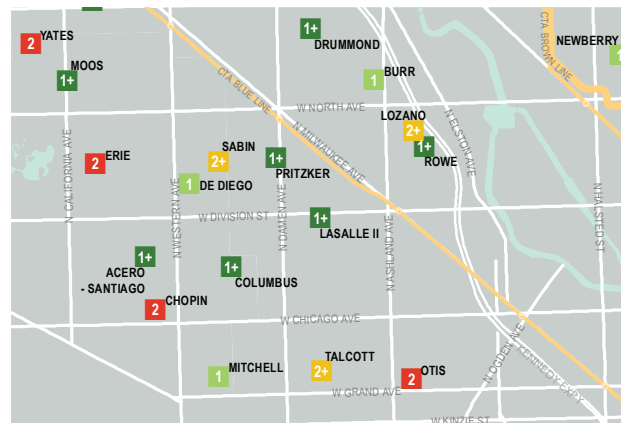 2 YATES
1+ MOOS
1+ DRUMMOND
NEWBERRY
1
CTA BROWN LINE
1 BURR
CTA BLUE LINE
W NORTH AVE
LOZANO
2+
1+
ROWE
N ELSTON AVE
N MILWAUKEE AVE
N CALIFORNIA AVE
2 ERIE
SABIN
2+
1+
PRITZKER
1
DE DIEGO
N WESTERN AVE
N DAMEN AVE
N ASHLAND AVE
N HALSTED ST
W DIVISION ST
1+
LASALLE II
1+
ACERO
- SANTIAGO
1+
COLUMBUS
2 CHOPIN
W CHICAGO AVE
1 MITCHELL
TALCOTT
2+
2 OTIS
W GRAND AVE
N OGDEN AVE
KENNEDY EXPY
W KINZIE ST